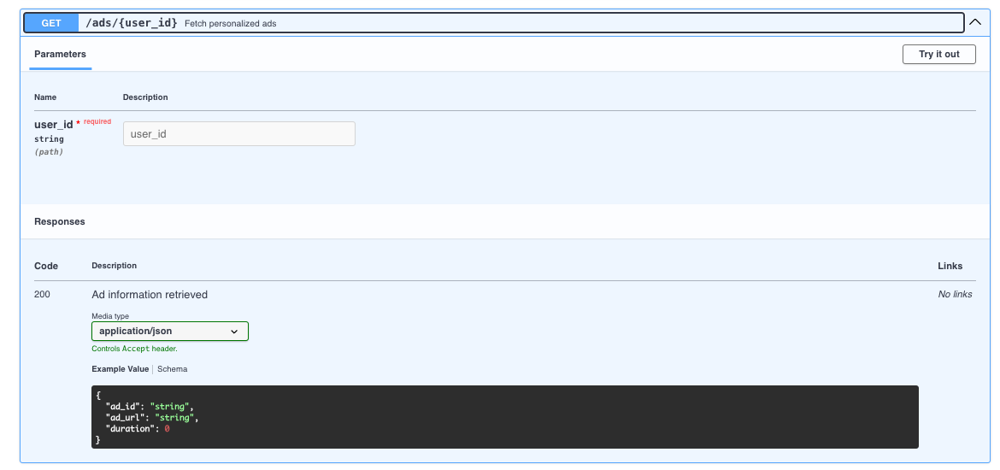 GET /ads/{user_id} Fetch personalized ads
Parameters
Try it out
Name Description
user_id * required
string
(path)
user_id
Responses
Code Description Links
200 Ad information retrieved No links
Media type
application/json
Controls Accept header.
Example Value | Schema
{
  "ad_id": "string",
  "ad_url": "string",
  "duration": 0
}